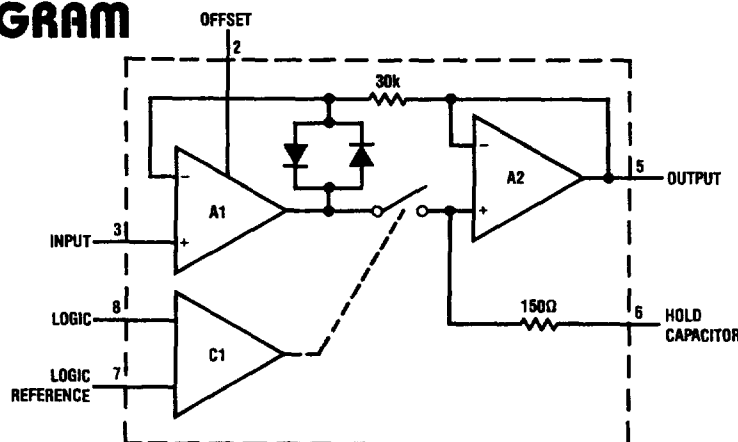 GRAM
OFFSET
2
30k
-
A1
+
-
A2
+
5 OUTPUT
INPUT 3
150Ω
6 HOLD
CAPACITOR
LOGIC 8
C1
LOGIC 7
REFERENCE